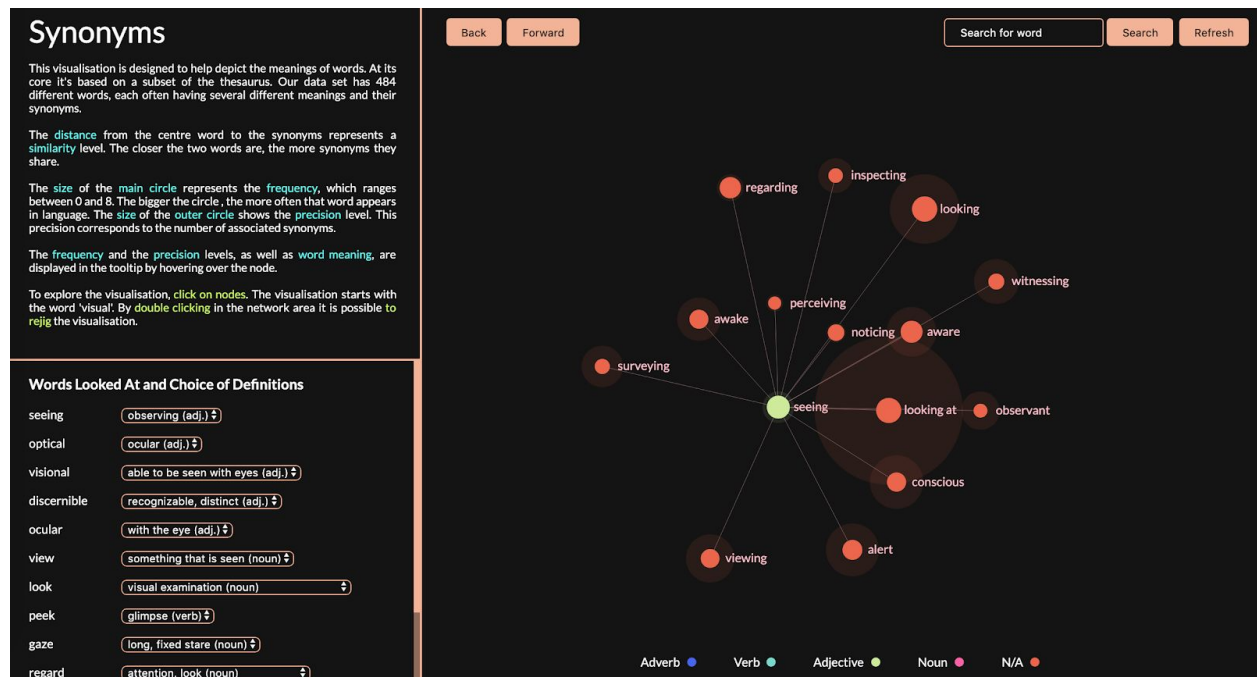 Synonyms
This visualisation is designed to help depict the meanings of words. At its
core it's based on a subset of the thesaurus. Our data set has 484
different words, each often having several different meanings and their
synonyms.
The distance from the centre word to the synonyms represents a
similarity level. The closer the two words are, the more synonyms they
share.
The size of the main circle represents the frequency, which ranges
between 0 and 8. The bigger the circle , the more often that word appears
in language. The size of the outer circle shows the precision level. This
precision corresponds to the number of associated synonyms.
The frequency and the precision levels, as well as word meaning, are
displayed in the tooltip by hovering over the node.
To explore the visualisation, click on nodes. The visualisation starts with
the word 'visual'. By double clicking in the network area it is possible to
rejig the visualisation.
Words Looked At and Choice of Definitions
seeing observing (adj.)
optical ocular (adj.)
visional able to be seen with eyes (adj.)
discernible recognizable, distinct (adj.)
ocular with the eye (adj.)
view something that is seen (noun)
look visual examination (noun)
peek glimpse (verb)
gaze long, fixed stare (noun)
regard attention, look (noun)
Back Forward Search for word Search Refresh
inspecting
regarding
looking
witnessing
perceiving
awake
noticing
aware
surveying
seeing
looking at
observant
conscious
alert
viewing
Adverb Verb Adjective Noun N/A